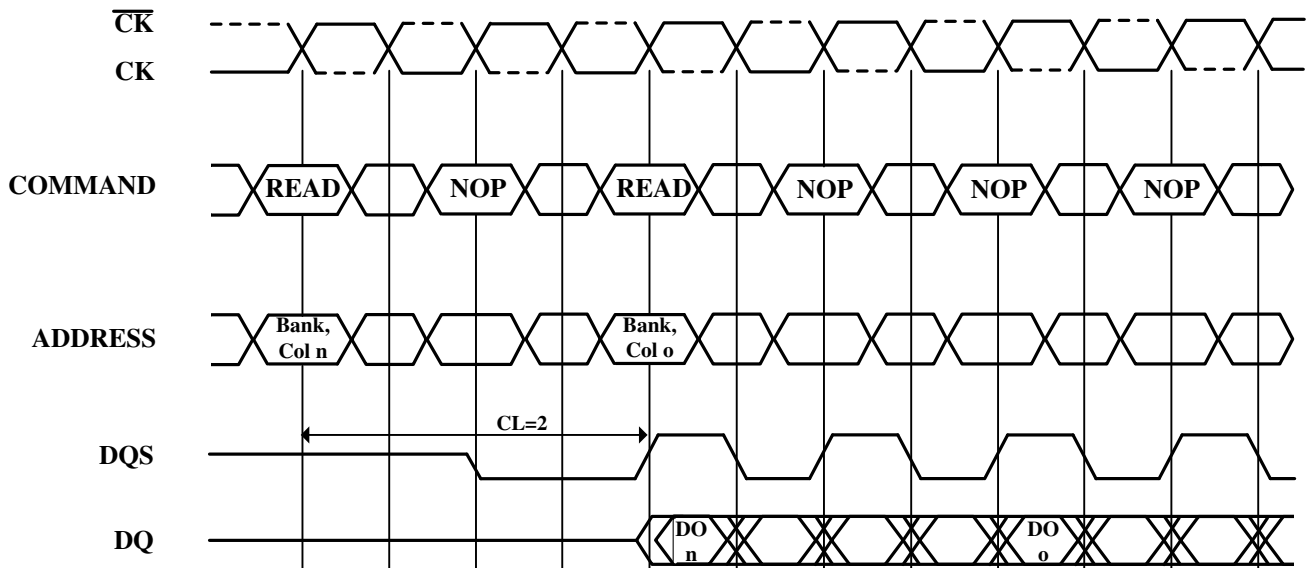 CK
CK
COMMAND
READ NOP READ NOP NOP NOP
ADDRESS
Bank,
Col n
Bank,
Col o
CL=2
DQS
DQ
DO
n
DO
o